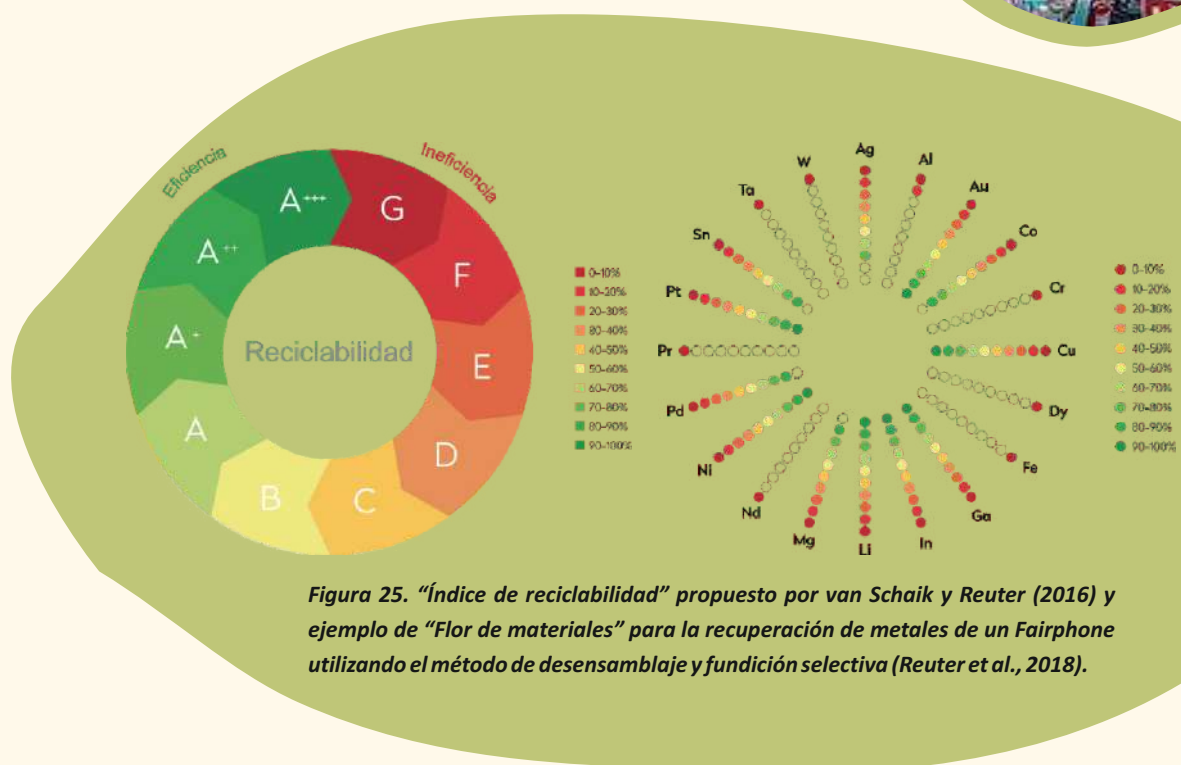 Eficiencia
Ineficiencia
A+++
G
A++
F
A+
E
A
D
B
C
Reciclabilidad
0-10%
10-20%
20-30%
30-40%
40-50%
50-60%
60-70%
70-80%
80-90%
90-100%
Ag
Al
Au
Co
Cr
Cu
Dy
Fe
Ga
In
Li
Mg
Nd
Ni
Pd
Pr
Pt
Sn
Ta
W
0-10%
10-20%
20-30%
30-40%
40-50%
50-60%
60-70%
70-80%
80-90%
90-100%
Figura 25. “Índice de reciclabilidad” propuesto por van Schaik y Reuter (2016) y
ejemplo de “Flor de materiales” para la recuperación de metales de un Fairphone
utilizando el método de desensamblaje y fundición selectiva (Reuter et al., 2018).